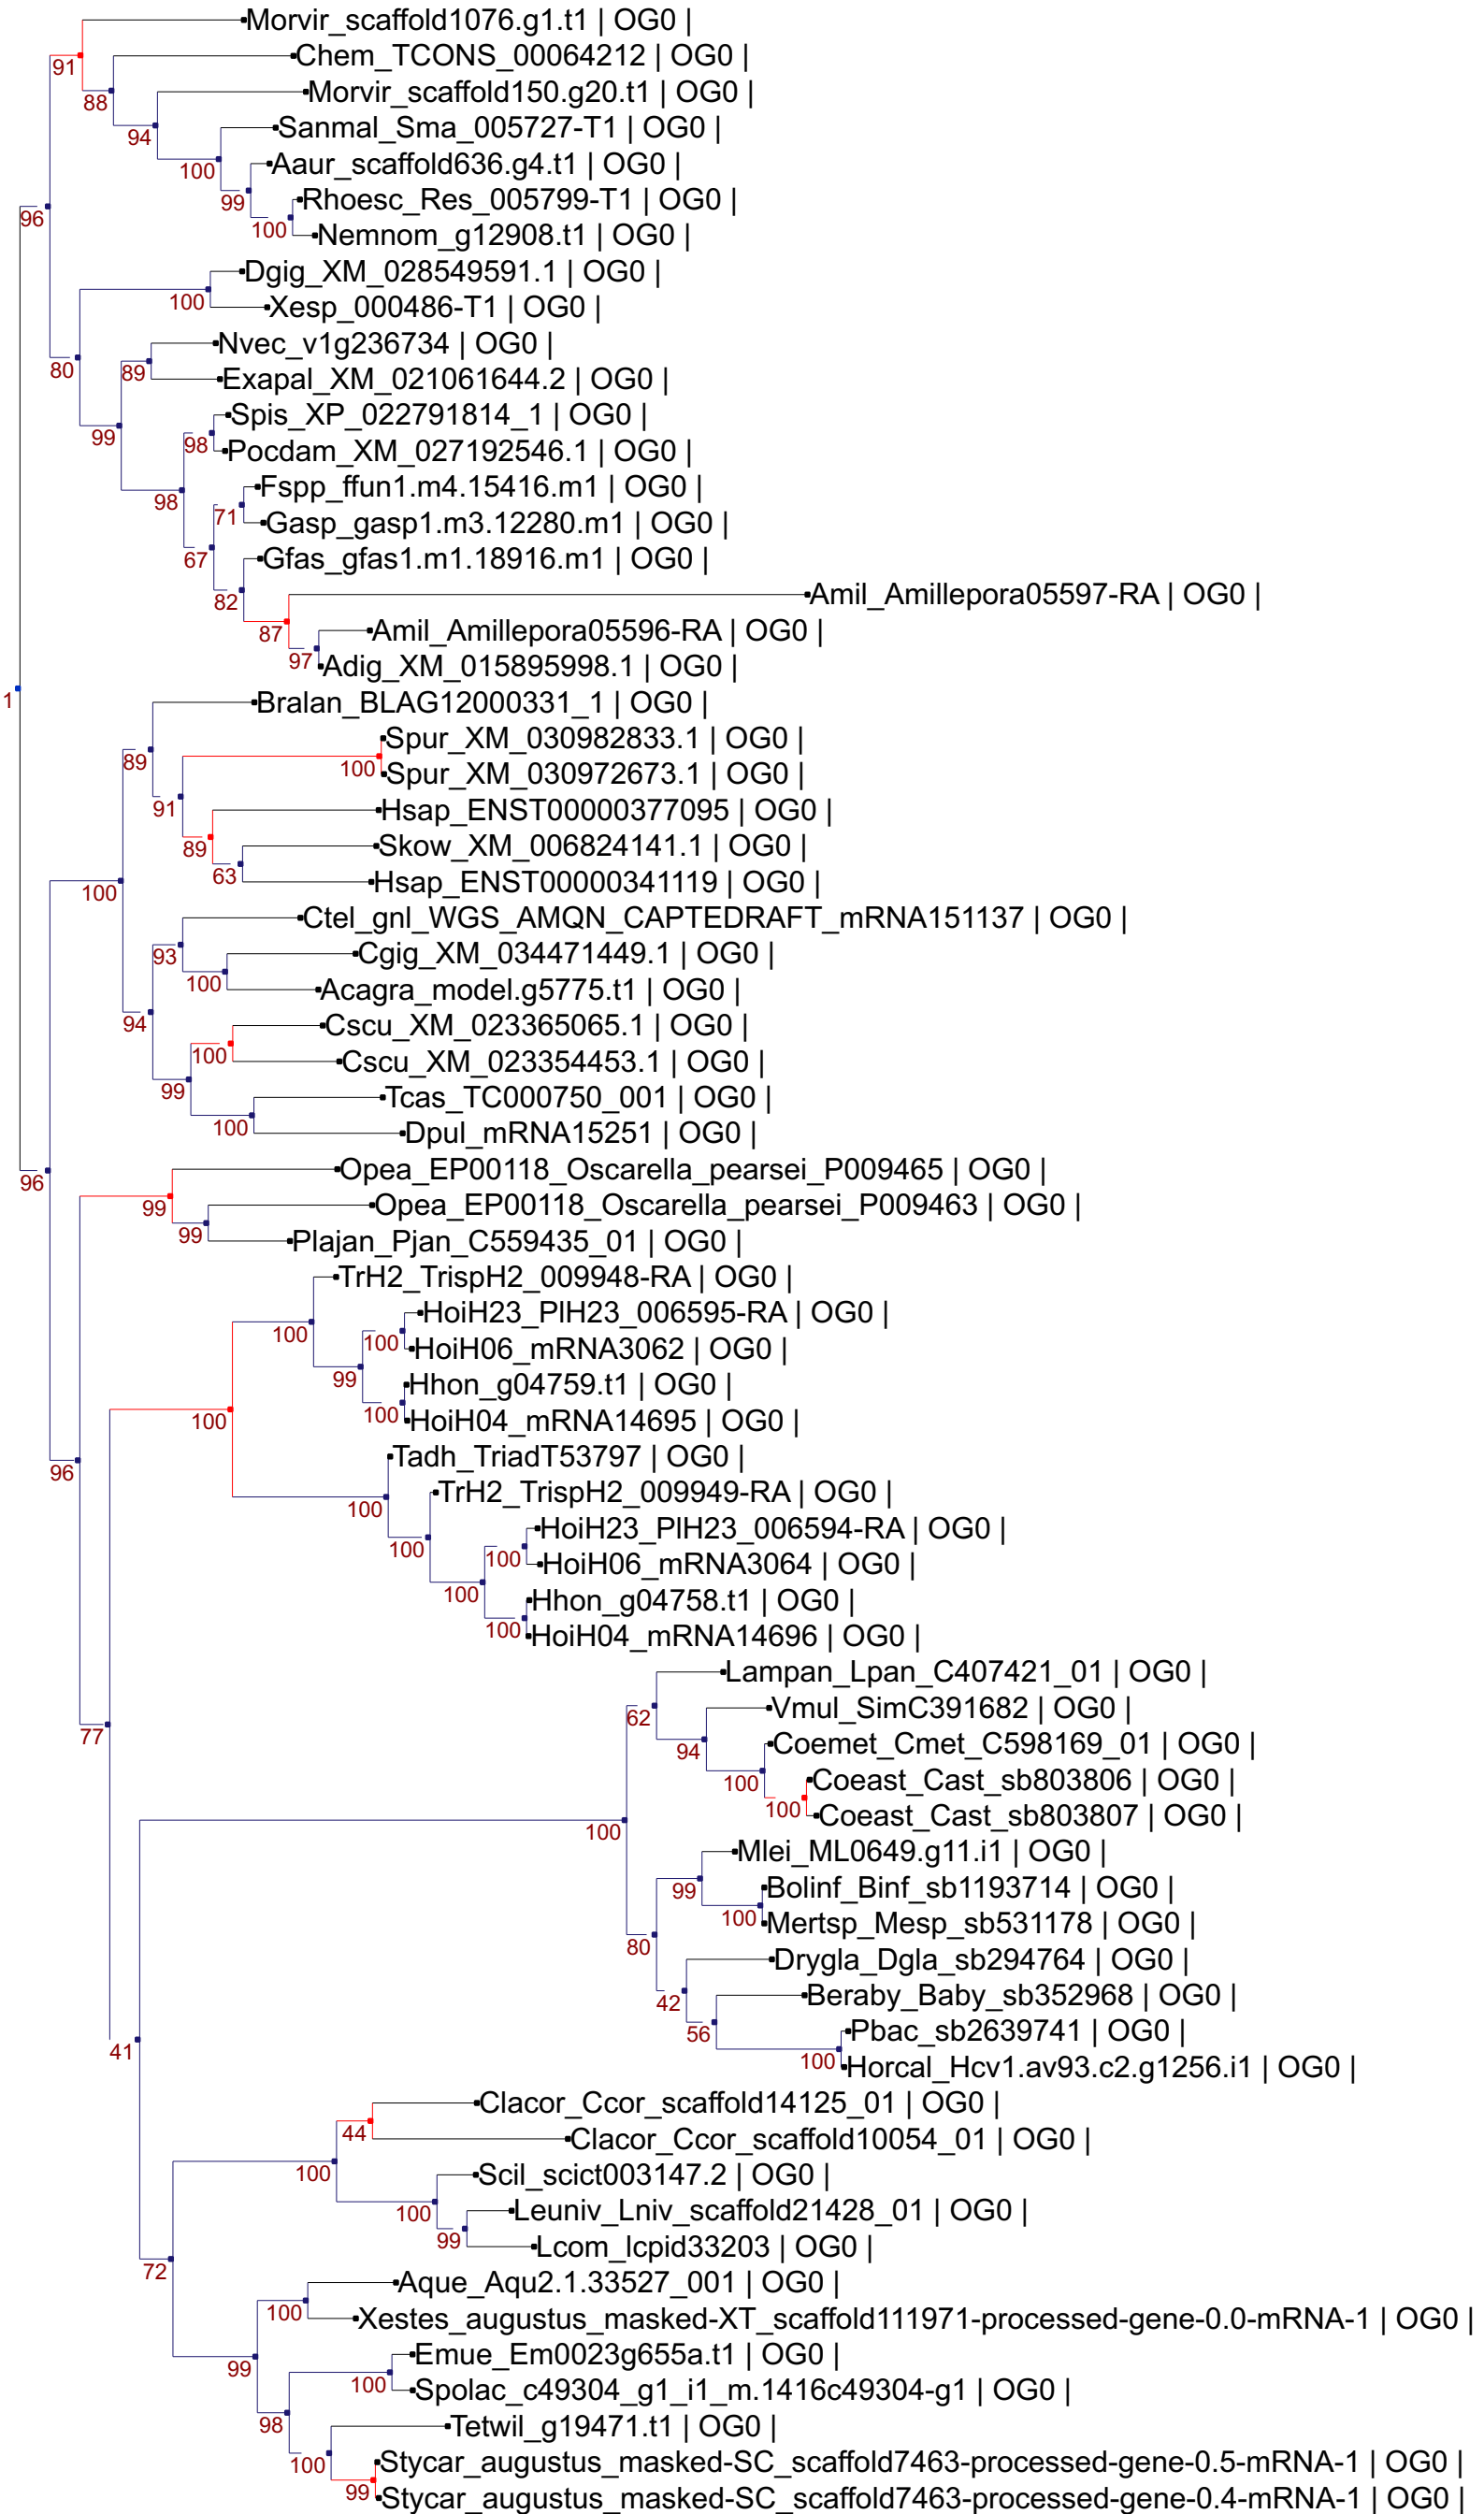 Morvir_scaffold1076.g1.t1 | OG0 |
Chem_TCONS_00064212 | OG0 |
91
88
Morvir_scaffold150.g20.t1 | OG0 |
94
Sanmal_Sma_005727-T1 | OG0 |
100
Aaur_scaffold636.g4.t1 | OG0 |
99
Rhoesc_Res_005799-T1 | OG0 |
96
100
Nemnom_g12908.t1 | OG0 |
Dgig_XM_028549591.1 | OG0 |
100
Xesp_000486-T1 | OG0 |
Nvec_v1g236734 | OG0 |
80
89
Exapal_XM_021061644.2 | OG0 |
Spis_XP_022791814_1 | OG0 |
99
98
Pocdam_XM_027192546.1 | OG0 |
Fspp_ffun1.m4.15416.m1 | OG0 |
98
71
Gasp_gasp1.m3.12280.m1 | OG0 |
67
Gfas_gfas1.m1.18916.m1 | OG0 |
82
Amil_Amillepora05597-RA | OG0 |
87
Amil_Amillepora05596-RA | OG0 |
97
Adig_XM_015895998.1 | OG0 |
1
Bralan_BLAG12000331_1 | OG0 |
89
Spur_XM_030982833.1 | OG0 |
100
Spur_XM_030972673.1 | OG0 |
91
Hsap_ENST00000377095 | OG0 |
89
Skow_XM_006824141.1 | OG0 |
63
100
Hsap_ENST00000341119 | OG0 |
Ctel_gnl_WGS_AMQN_CAPTEDRAFT_mRNA151137 | OG0 |
93
Cgig_XM_034471449.1 | OG0 |
100
Acagra_model.g5775.t1 | OG0 |
94
Cscu_XM_023365065.1 | OG0 |
100
Cscu_XM_023354453.1 | OG0 |
99
Tcas_TC000750_001 | OG0 |
100
Dpul_mRNA15251 | OG0 |
96
Opea_EP00118_Oscarella_pearsei_P009465 | OG0 |
99
Opea_EP00118_Oscarella_pearsei_P009463 | OG0 |
99
Plajan_Pjan_C559435_01 | OG0 |
TrH2_TrispH2_009948-RA | OG0 |
HoiH23_PlH23_006595-RA | OG0 |
100
100
HoiH06_mRNA3062 | OG0 |
99
Hhon_g04759.t1 | OG0 |
100
100
HoiH04_mRNA14695 | OG0 |
96
Tadh_TriadT53797 | OG0 |
TrH2_TrispH2_009949-RA | OG0 |
100
HoiH23_PlH23_006594-RA | OG0 |
100
100
HoiH06_mRNA3064 | OG0 |
100
Hhon_g04758.t1 | OG0 |
100
HoiH04_mRNA14696 | OG0 |
Lampan_Lpan_C407421_01 | OG0 |
77
62
Vmul_SimC391682 | OG0 |
94
Coemet_Cmet_C598169_01 | OG0 |
100
Coeast_Cast_sb803806 | OG0 |
100
Coeast_Cast_sb803807 | OG0 |
100
Mlei_ML0649.g11.i1 | OG0 |
99
Bolinf_Binf_sb1193714 | OG0 |
100
Mertsp_Mesp_sb531178 | OG0 |
80
Drygla_Dgla_sb294764 | OG0 |
42
Beraby_Baby_sb352968 | OG0 |
56
Pbac_sb2639741 | OG0 |
41
100
Horcal_Hcv1.av93.c2.g1256.i1 | OG0 |
Clacor_Ccor_scaffold14125_01 | OG0 |
44
Clacor_Ccor_scaffold10054_01 | OG0 |
100
Scil_scict003147.2 | OG0 |
100
Leuniv_Lniv_scaffold21428_01 | OG0 |
99
Lcom_lcpid33203 | OG0 |
72
Aque_Aqu2.1.33527_001 | OG0 |
100
Xestes_augustus_masked-XT_scaffold111971-processed-gene-0.0-mRNA-1 | OG0 |
Emue_Em0023g655a.t1 | OG0 |
99
100
Spolac_c49304_g1_i1_m.1416c49304-g1 | OG0 |
98
Tetwil_g19471.t1 | OG0 |
100
Stycar_augustus_masked-SC_scaffold7463-processed-gene-0.5-mRNA-1 | OG0 |
99
Stycar_augustus_masked-SC_scaffold7463-processed-gene-0.4-mRNA-1 | OG0 |